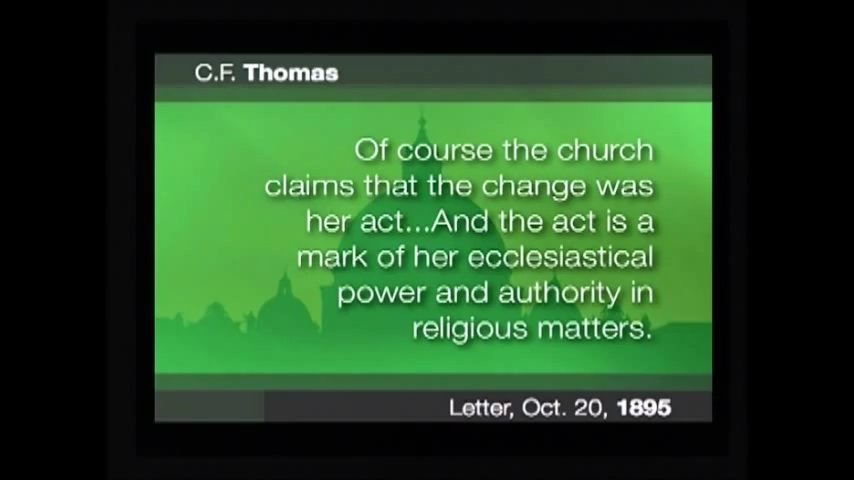 C.F. Thomas
Of course the church
claims that the change was
her act...And the act is a
mark of her ecclesiastical
power and authority in
religious matters.
Letter, Oct. 20, 1895